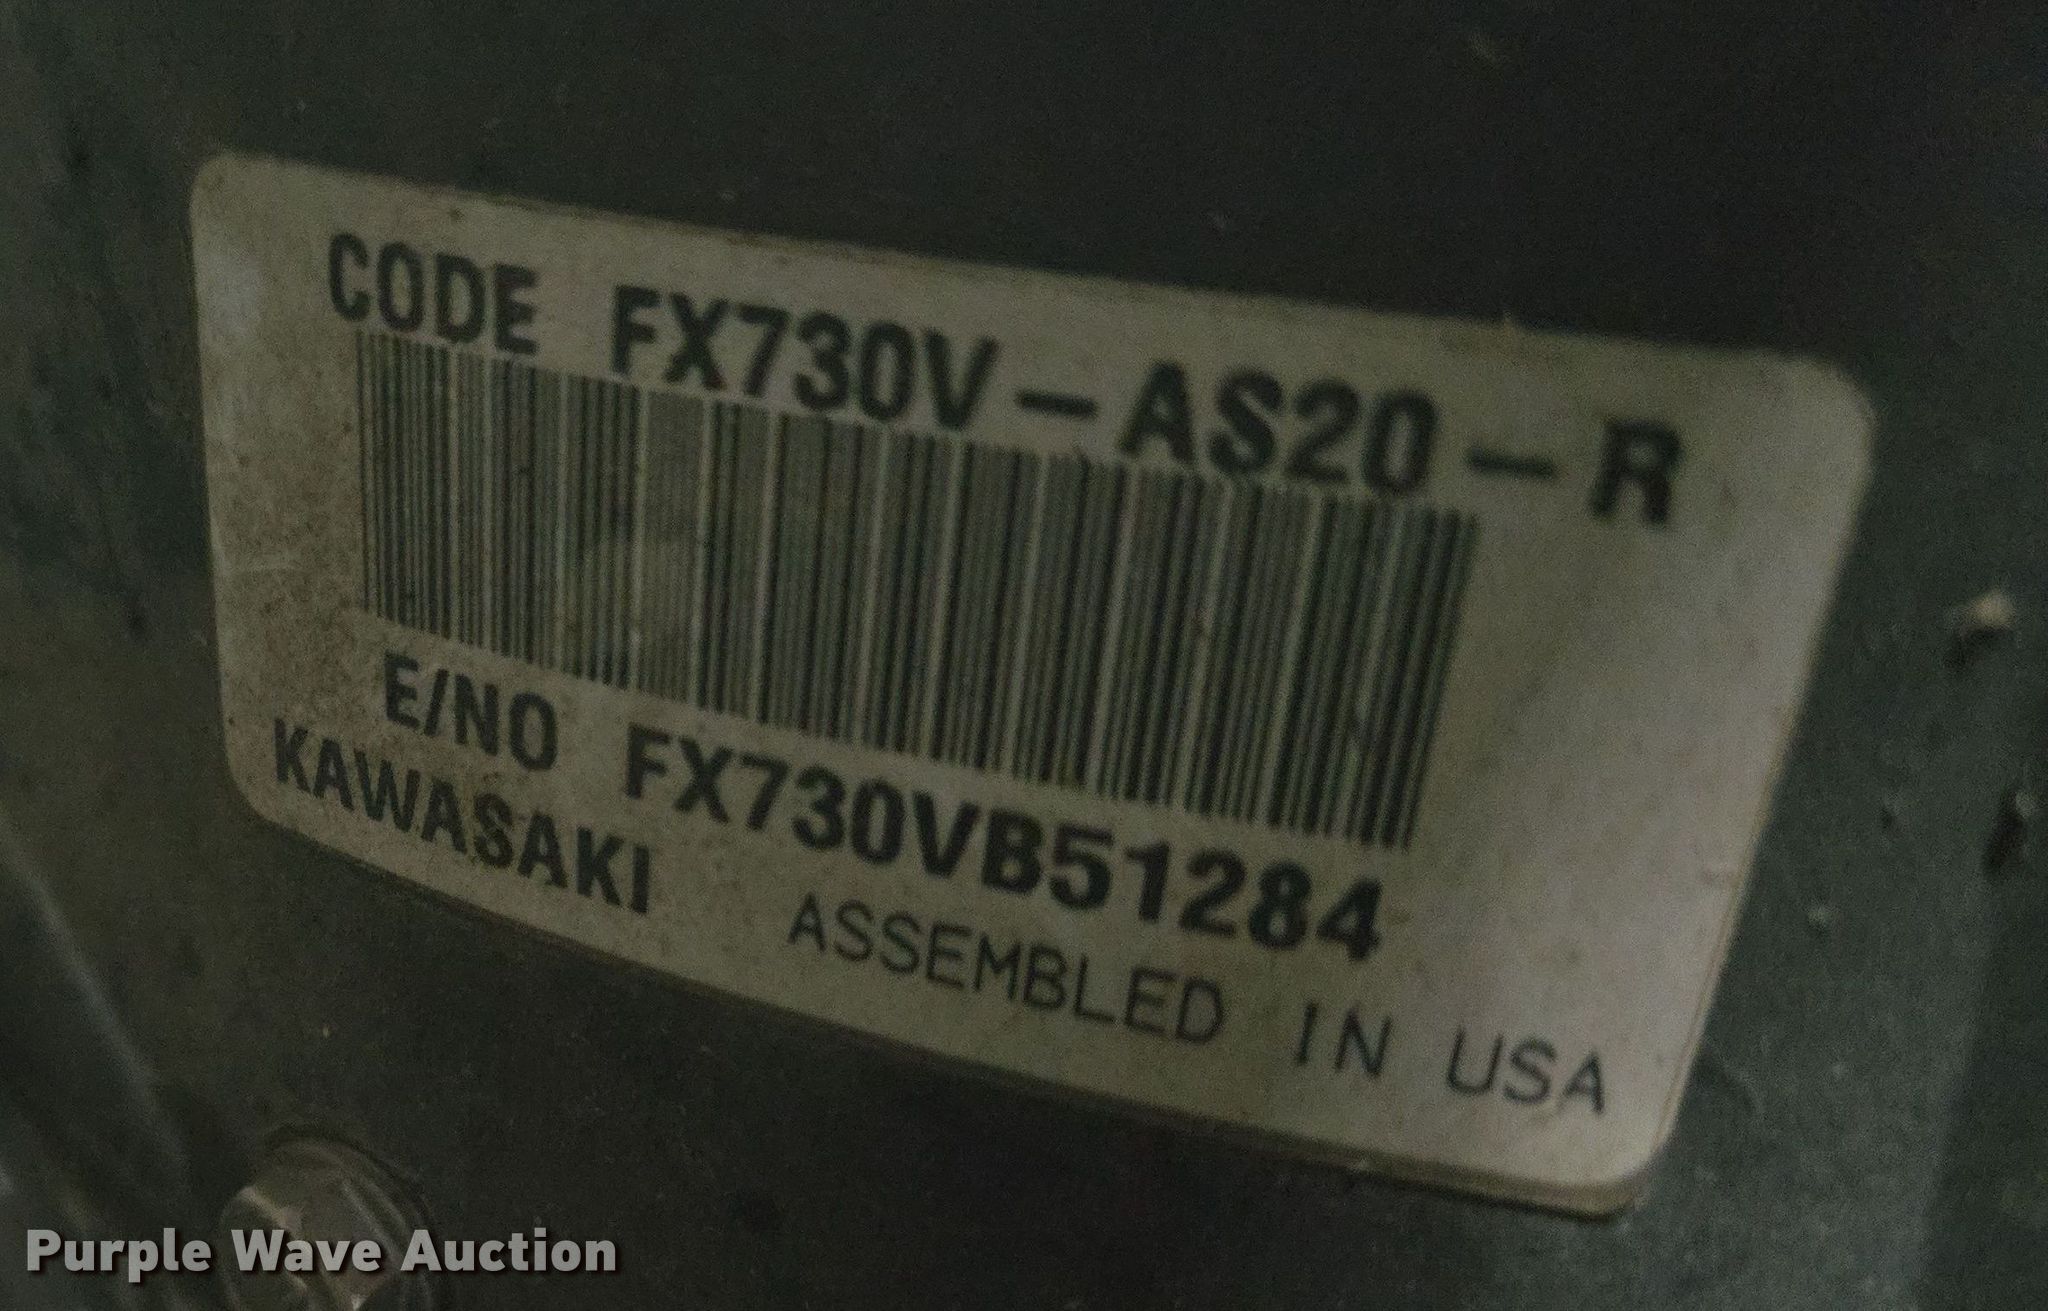 CODE FX730V-AS20-R
E/NO FX730VB51284
KAWASAKI ASSEMBLED IN USA
Purple Wave Auction